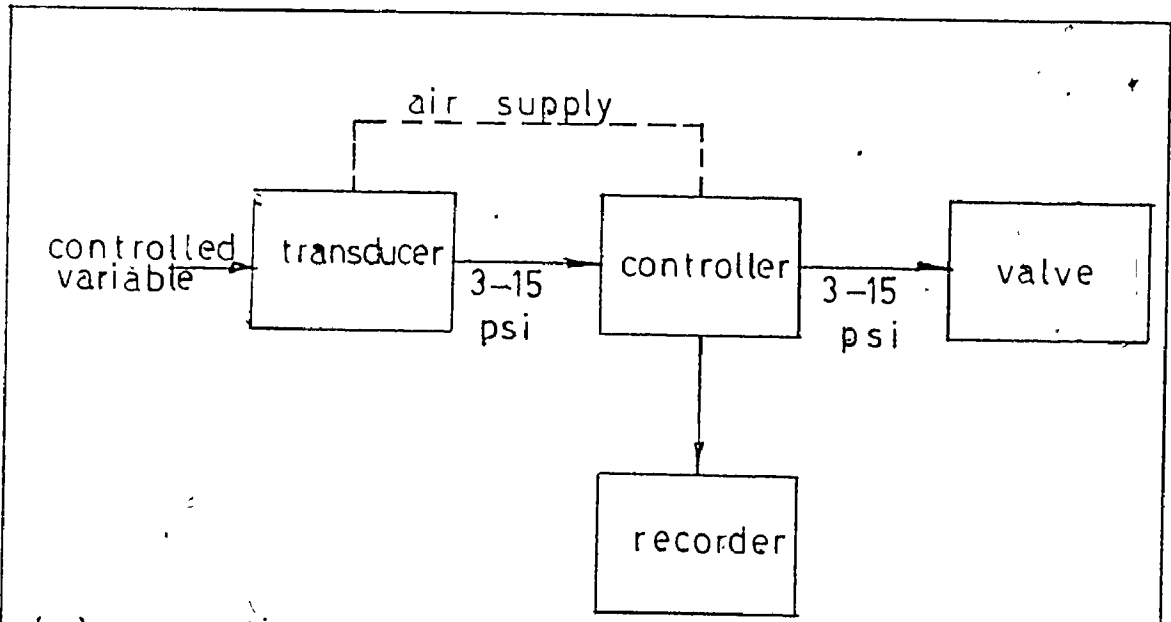 air supply
controlled
variable
transducer
3-15
psi
controller
3-15
psi
valve
recorder